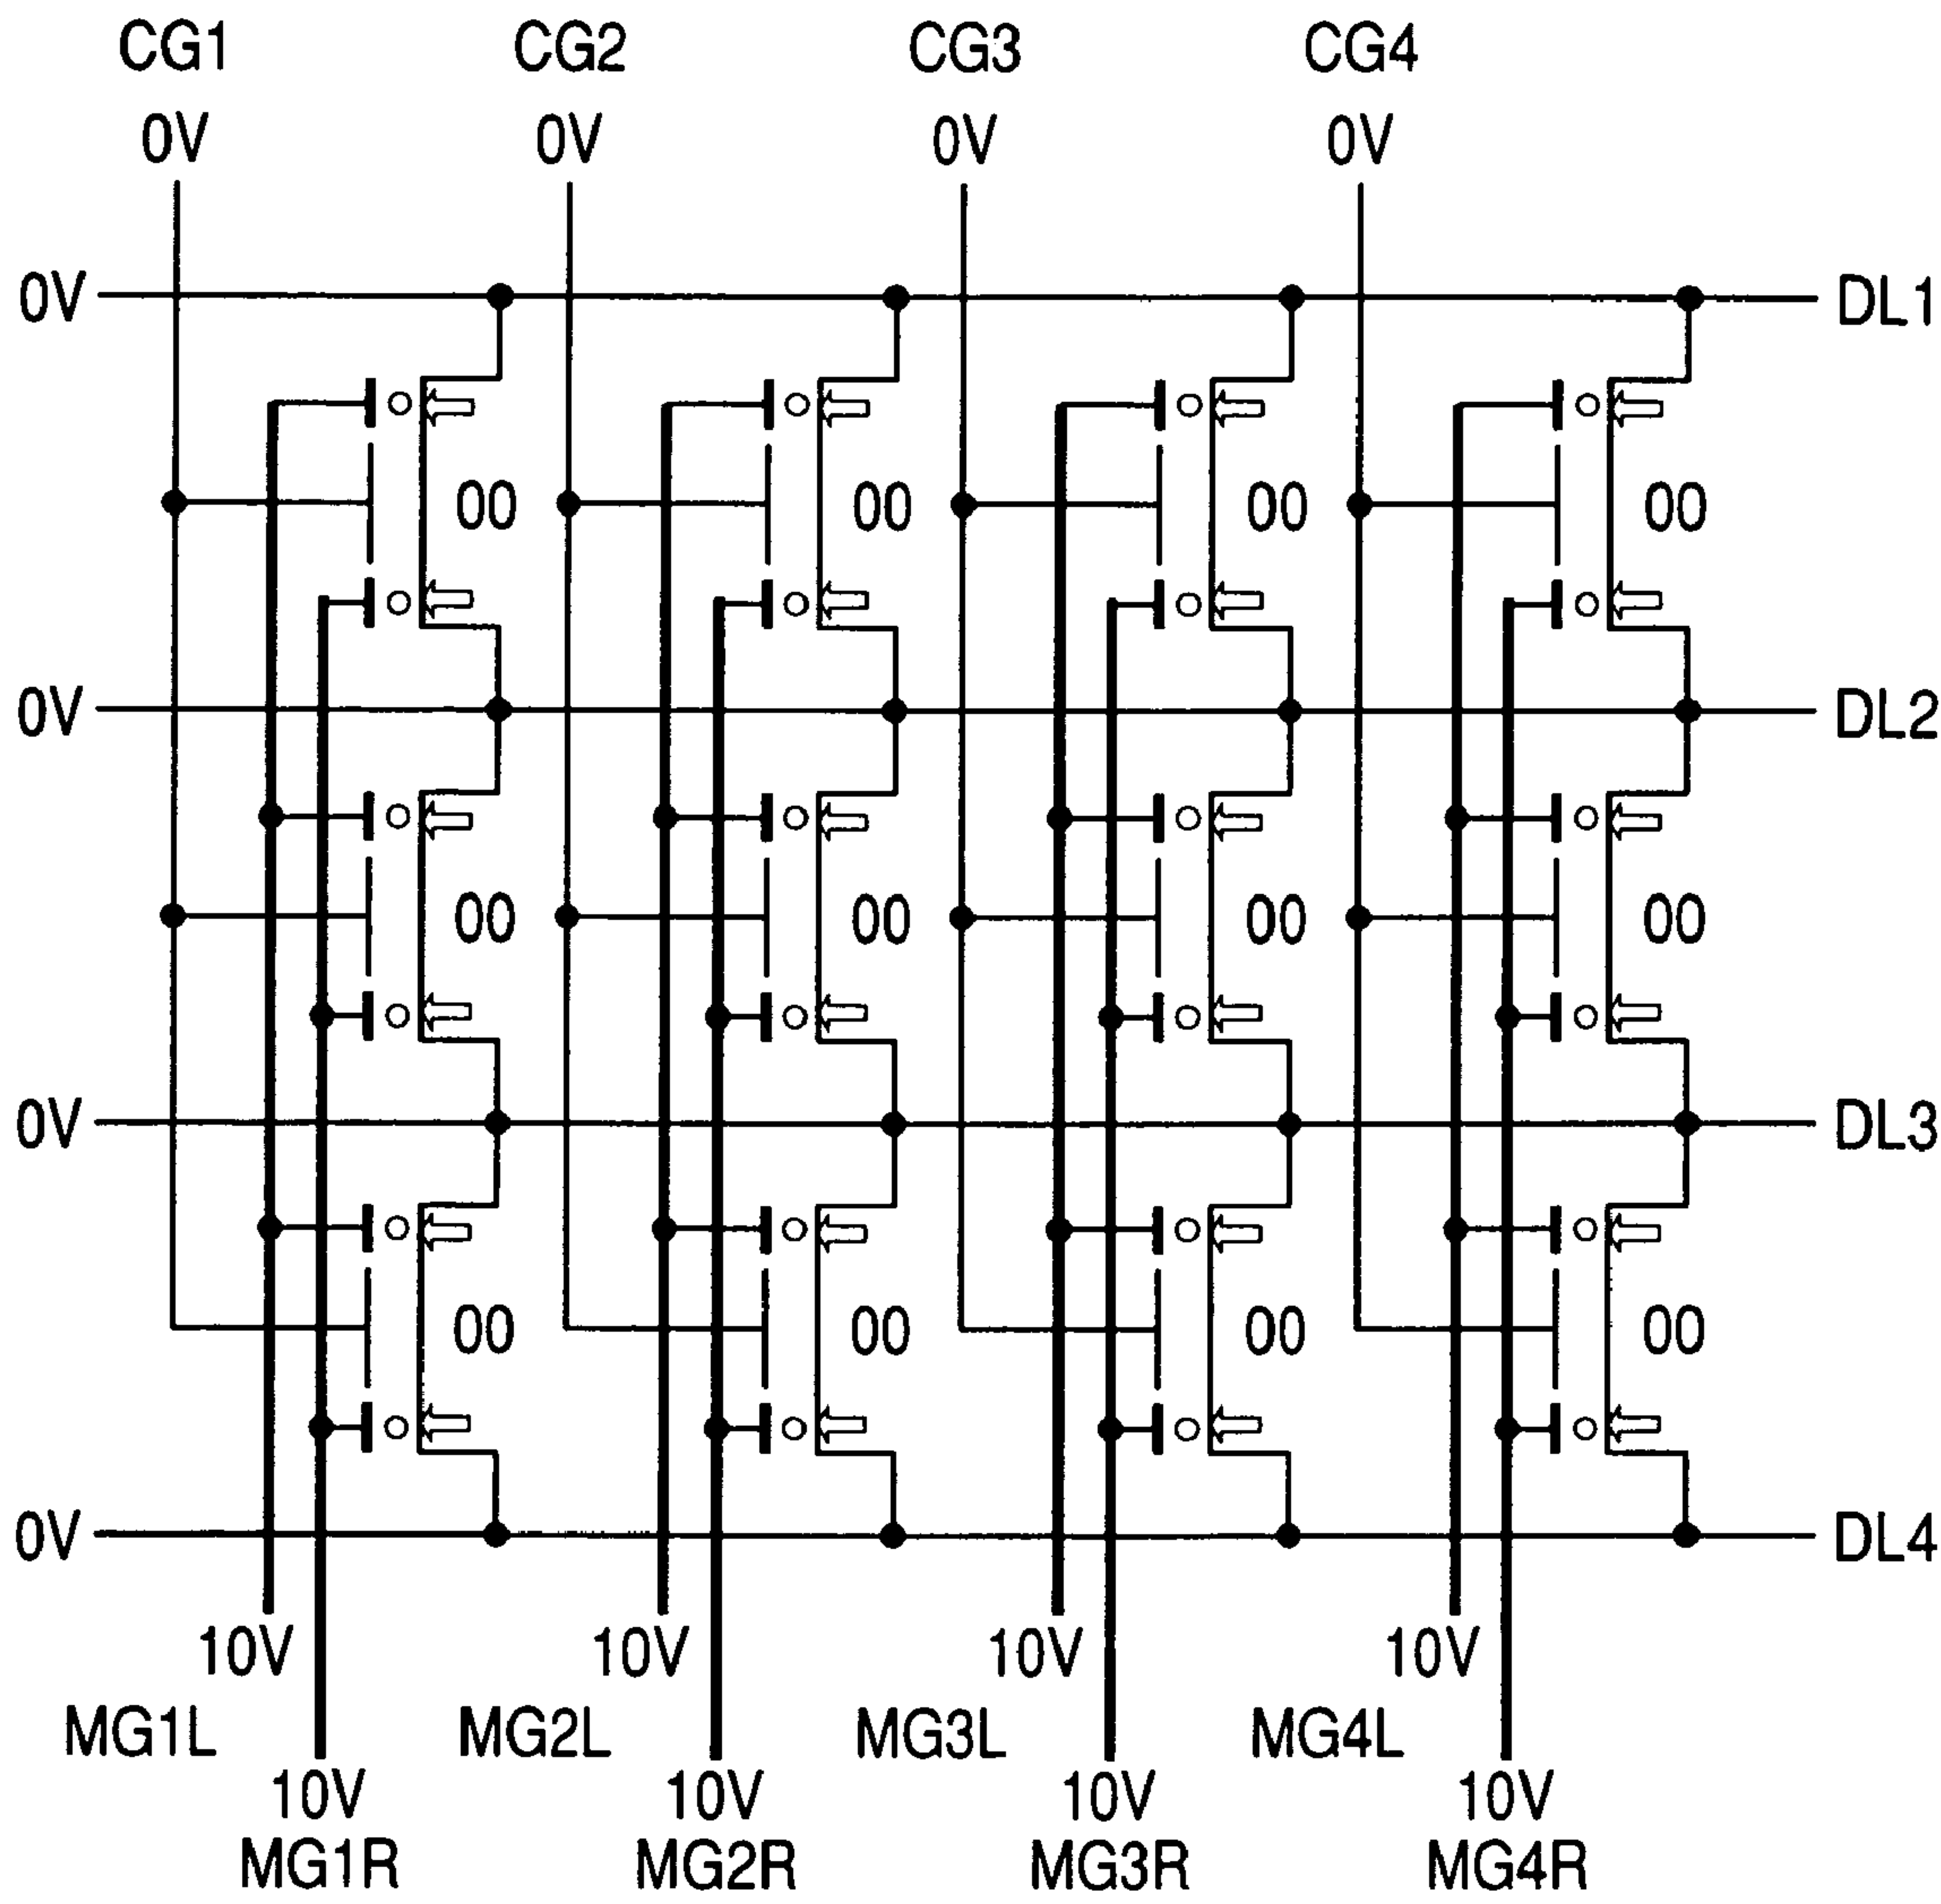 CG1 CG2 CG3 CG4
0V 0V 0V 0V
0V DL1
00 00 00 00
0V DL2
00 00 00 00
0V DL3
00 00 00 00
0V DL4
10V 10V 10V 10V
MG1L MG2L MG3L MG4L
10V 10V 10V 10V
MG1R MG2R MG3R MG4R